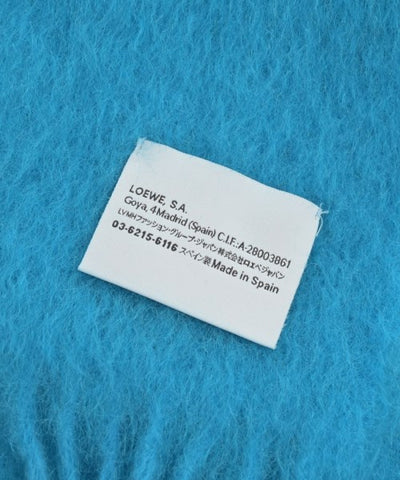 LOEWE, S.A.
Goya, 4 Madrid (Spain) C.I.F.: A-28003861
LVMHファッション・グループ・ジャパン株式会社ロエベジャパン
03-6215-6116 スペイン製 Made in Spain